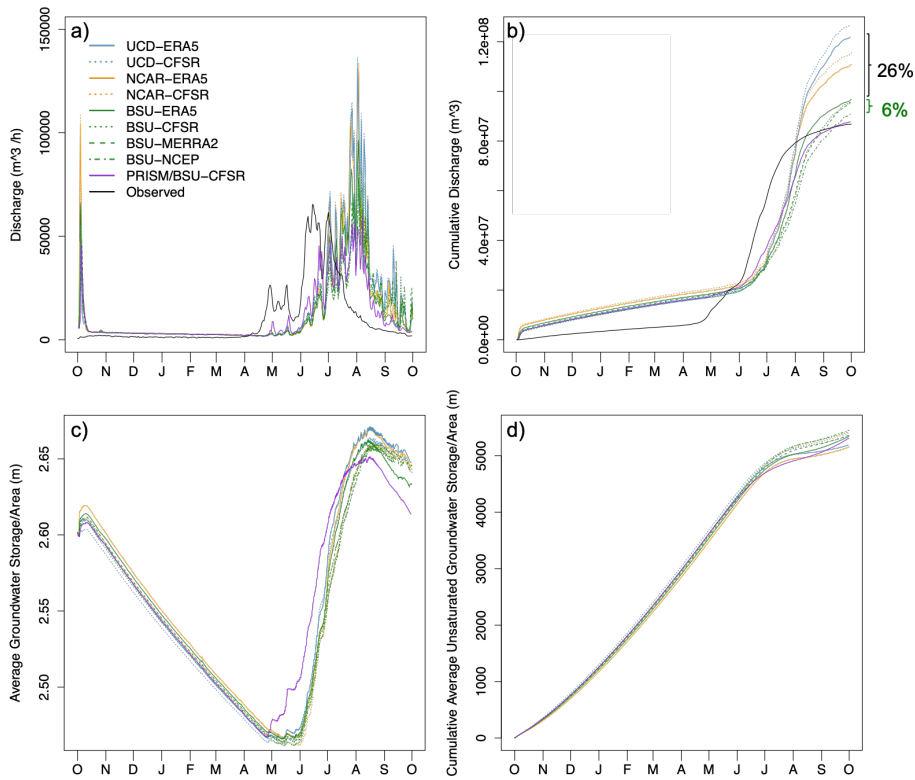 a)
Discharge (m^3 /h)
150000
100000
50000
0
UCD−ERA5
UCD−CFSR
NCAR−ERA5
NCAR−CFSR
BSU−ERA5
BSU−CFSR
BSU−MERRA2
BSU−NCEP
PRISM/BSU−CFSR
Observed
O N D J F M A M J J A S O
b)
Cumulative Discharge (m^3)
1.2e+08
8.0e+07
4.0e+07
0.0e+00
26%
6%
O N D J F M A M J J A S O
c)
Average Groundwater Storage/Area (m)
2.65
2.60
2.55
2.50
O N D J F M A M J J A S O
d)
Cumulative Average Unsaturated Groundwater Storage/Area (m)
5000
4000
3000
2000
1000
0
O N D J F M A M J J A S O